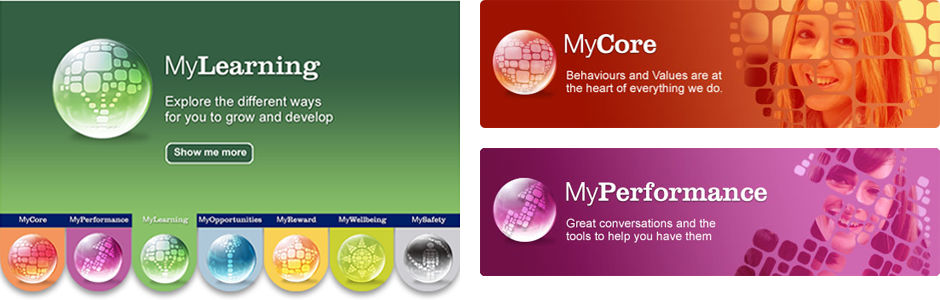 MyLearning
Explore the different ways
for you to grow and develop
Show me more
MyCore
MyPerformance
MyLearning
MyOpportunities
MyReward
MyWellbeing
MySafety
MyCore
Behaviours and Values are at
the heart of everything we do.
MyPerformance
Great conversations and the
tools to help you have them